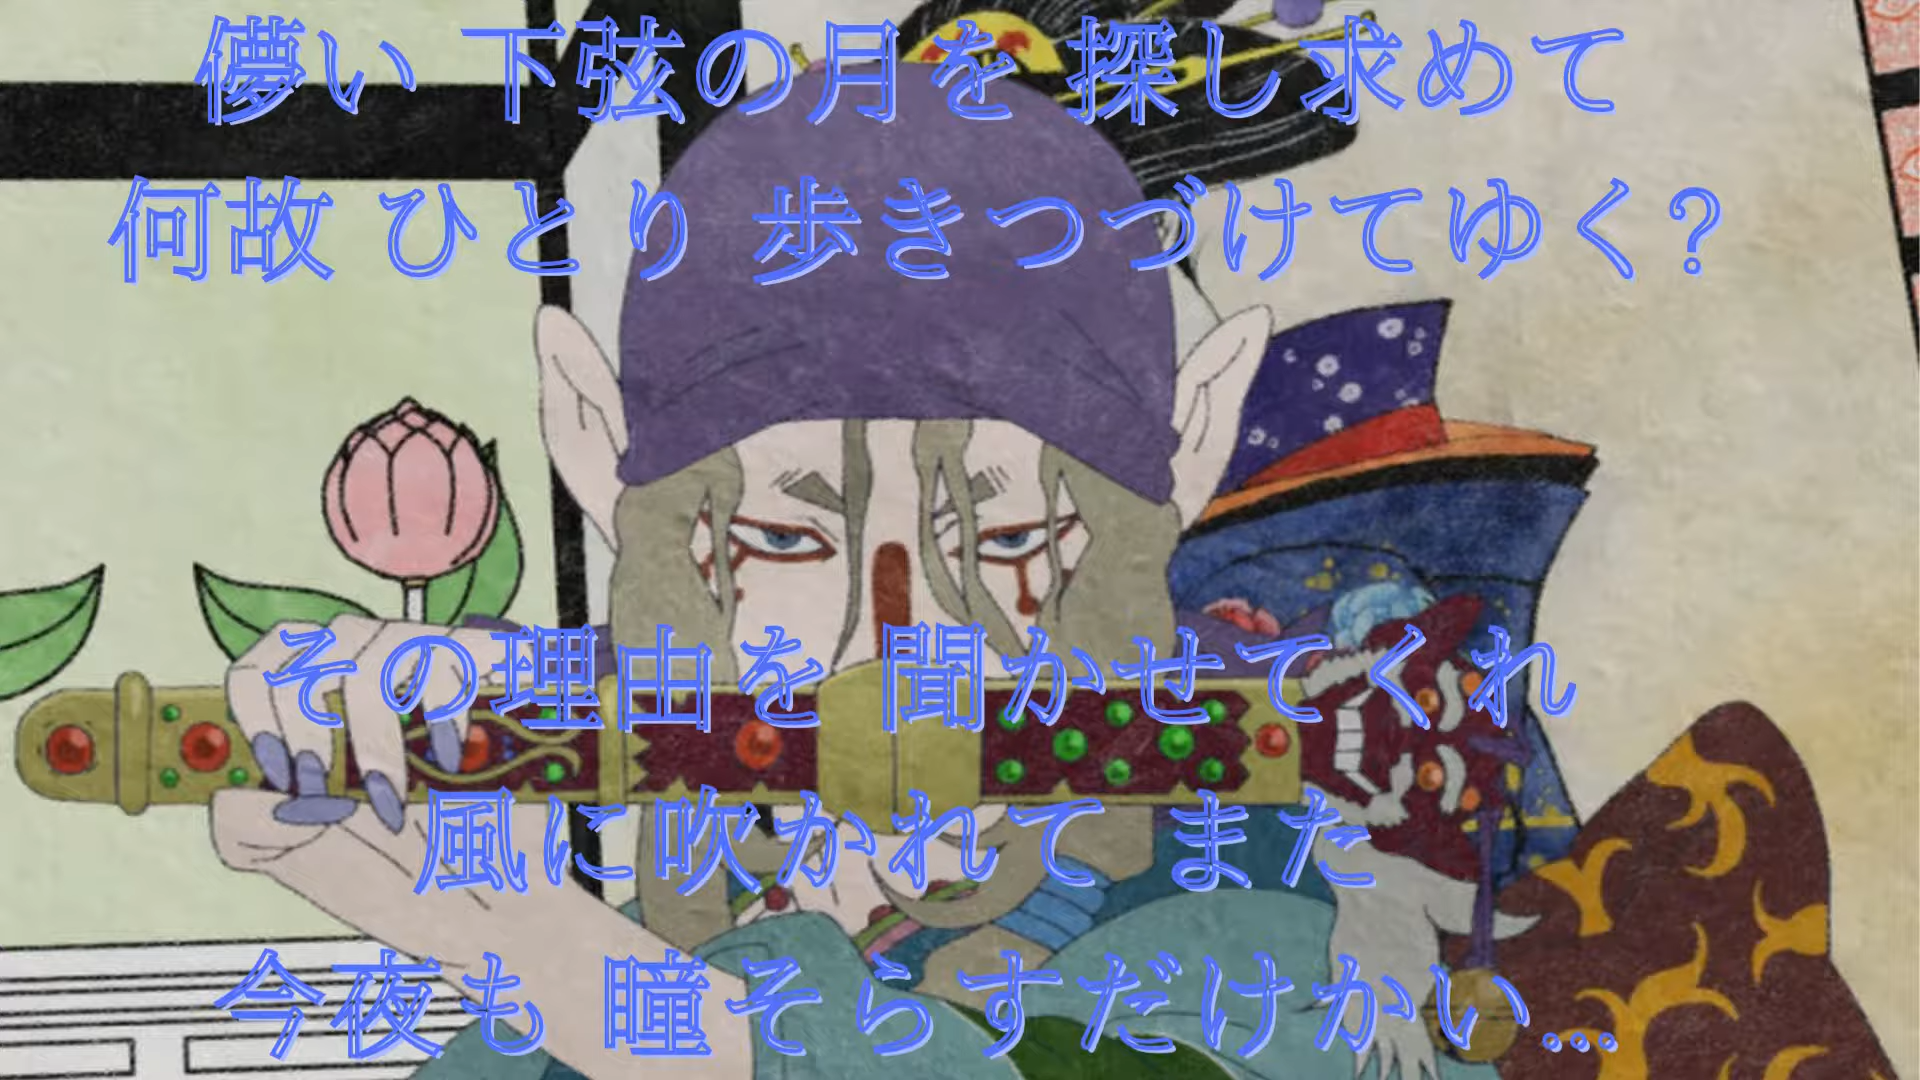 儚い 下弦の月を 探し求めて
何故 ひとり 歩きつづけてゆく?
その理由を 聞かせてくれ
風に吹かれて また
今夜も 瞳そらすだけかい...